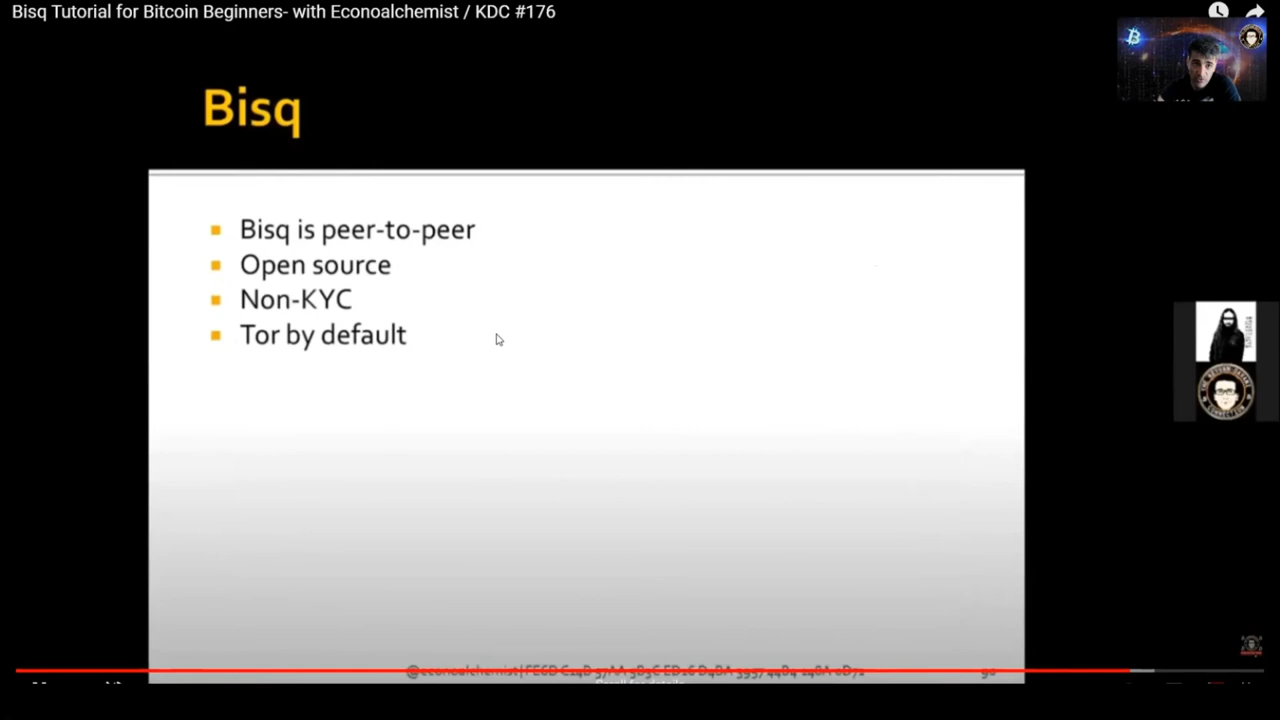 Bisq Tutorial for Bitcoin Beginners- with Econoalchemist / KDC #176
Bisq
Bisq is peer-to-peer
Open source
Non-KYC
Tor by default
@econoalchemist